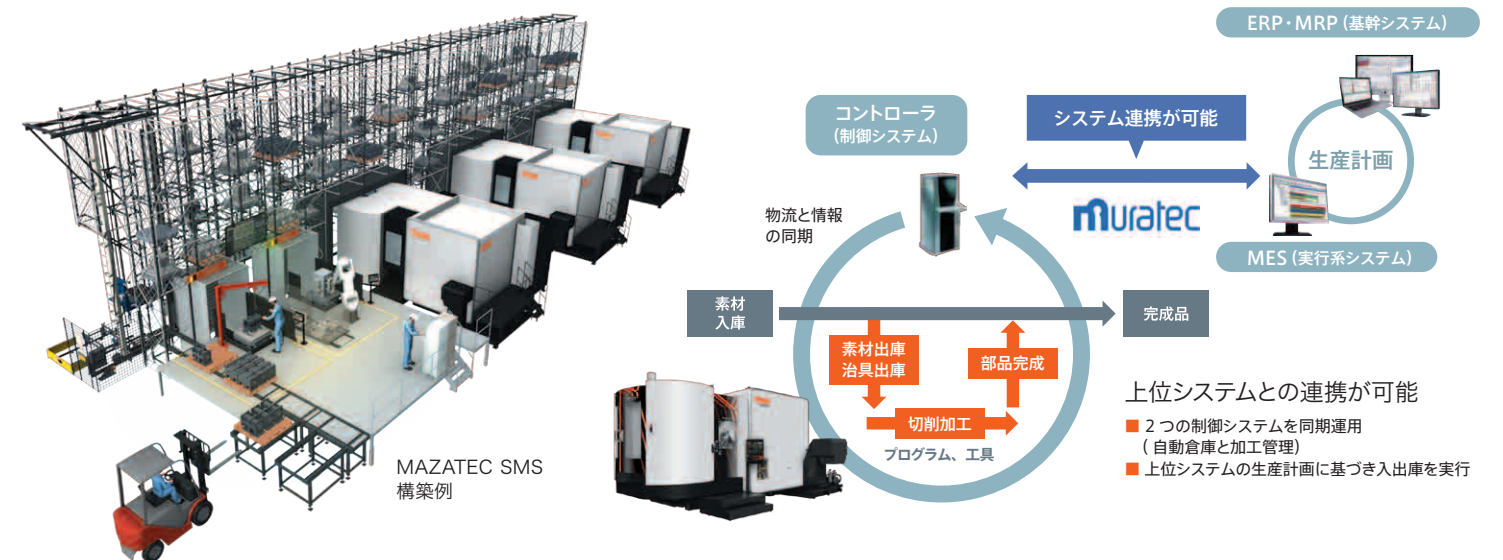 ERP・MRP (基幹システム)
コントローラ
(制御システム)
システム連携が可能
生産計画
muratec
物流と情報
の同期
MES (実行系システム)
素材
入庫
完成品
素材出庫
治具出庫
部品完成
切削加工
プログラム、工具
上位システムとの連携が可能
■ 2つの制御システムを同期運用
(自動倉庫と加工管理)
■ 上位システムの生産計画に基づき入出庫を実行
MAZATEC SMS
構築例